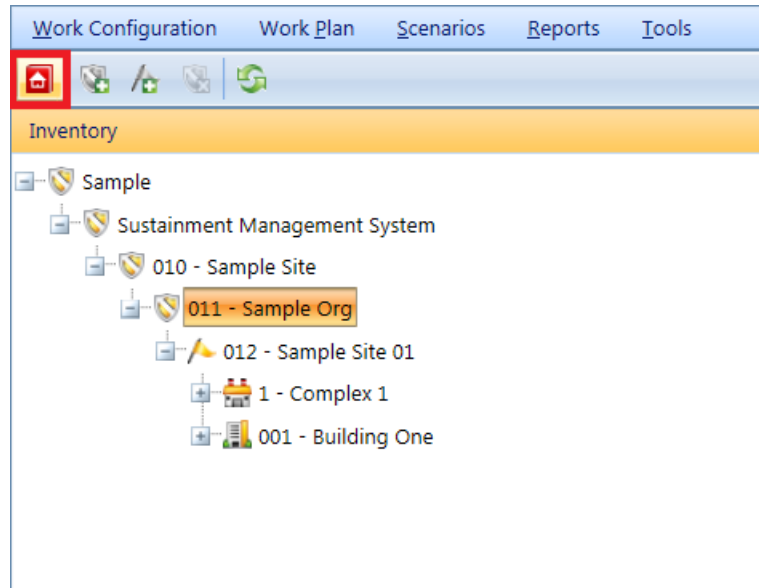 Work Configuration Work Plan Scenarios Reports Tools
Inventory
Sample
Sustainment Management System
010 - Sample Site
011 - Sample Org
012 - Sample Site 01
1 - Complex 1
001 - Building One